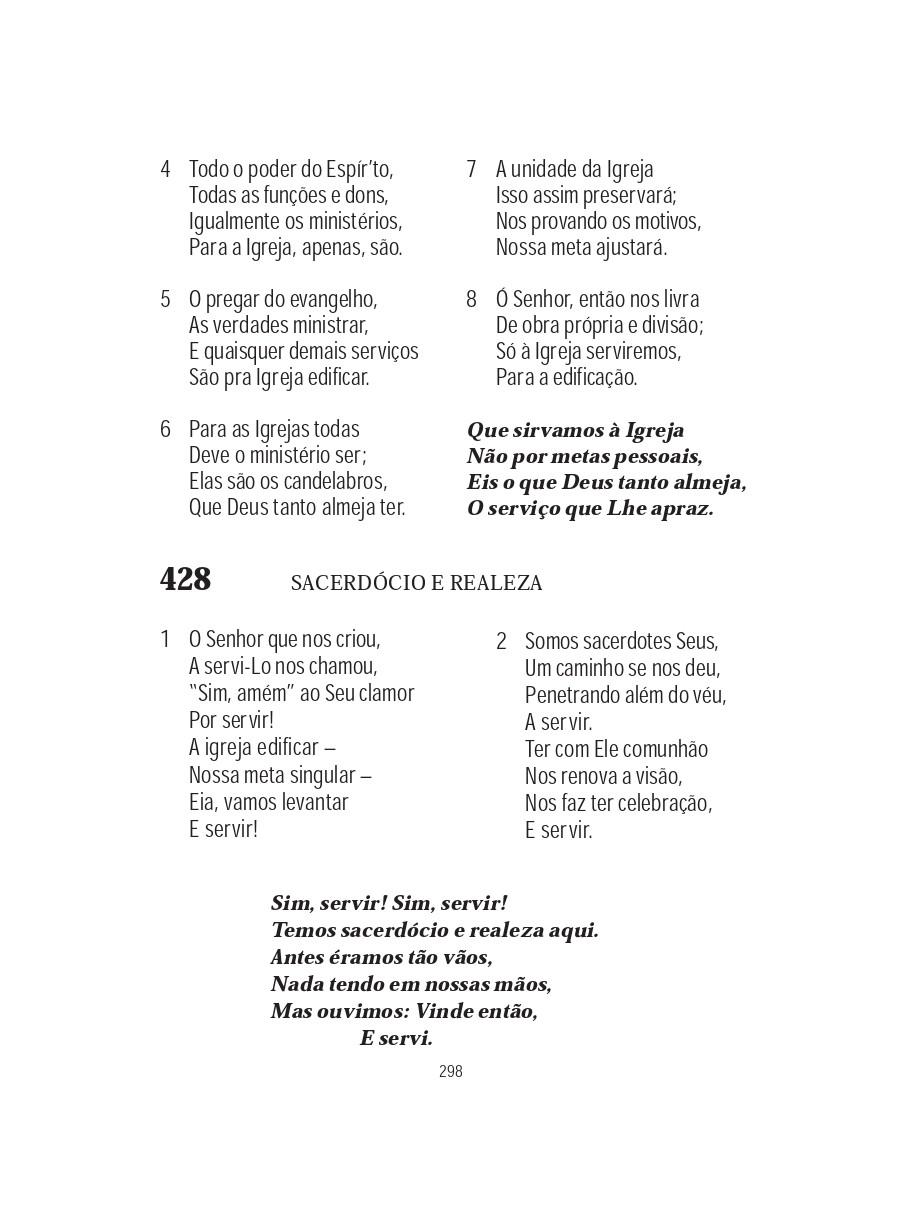 4 Todo o poder do Espír’to,
Todas as funções e dons,
Igualmente os ministérios,
Para a Igreja, apenas, são.
5 O pregar do evangelho,
As verdades ministrar,
E quaisquer demais serviços
São pra Igreja edificar.
6 Para as Igrejas todas
Deve o ministério ser;
Elas são os candelabros,
Que Deus tanto almeja ter.
7 A unidade da Igreja
Isso assim preservará;
Nos provando os motivos,
Nossa meta ajustará.
8 Ó Senhor, então nos livra
De obra própria e divisão;
Só à Igreja serviremos,
Para a edificação.
Que sirvamos à Igreja
Não por metas pessoais,
Eis o que Deus tanto almeja,
O serviço que Lhe apraz.
428 SACERDÓCIO E REALEZA
1 O Senhor que nos criou,
A servi-Lo nos chamou,
“Sim, amém” ao Seu clamor
Por servir!
A igreja edificar –
Nossa meta singular –
Eia, vamos levantar
E servir!
2 Somos sacerdotes Seus,
Um caminho se nos deu,
Penetrando além do véu,
A servir.
Ter com Ele comunhão
Nos renova a visão,
Nos faz ter celebração,
E servir.
Sim, servir! Sim, servir!
Temos sacerdócio e realeza aqui.
Antes éramos tão vãos,
Nada tendo em nossas mãos,
Mas ouvimos: Vinde então,
E servi.
298